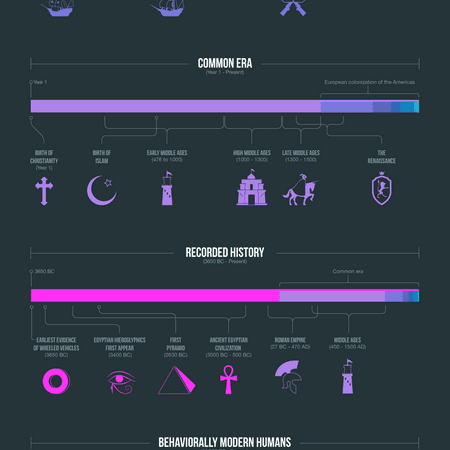 COMMON ERA
(Year 1 - Present)
Year 1
European colonization of the Americas
BIRTH OF
CHRISTIANITY
(Year 1)
BIRTH OF
ISLAM
EARLY MIDDLE AGES
(476 to 1000)
HIGH MIDDLE AGES
(1000 - 1300)
LATE MIDDLE AGES
(1300 - 1500)
THE
RENAISSANCE
RECORDED HISTORY
(3650 BC - Present)
3650 BC
Common era
EARLIEST EVIDENCE
OF WHEELED VEHICLES
(3650 BC)
EGYPTIAN HIEROGLYPHICS
FIRST APPEAR
(3400 BC)
FIRST
PYRAMID
(2630 BC)
ANCIENT EGYPTIAN
CIVILIZATION
(3000 BC - 500 BC)
ROMAN EMPIRE
(27 BC - 470 AD)
MIDDLE AGES
(400 - 1500 AD)
BEHAVIORALLY MODERN HUMANS